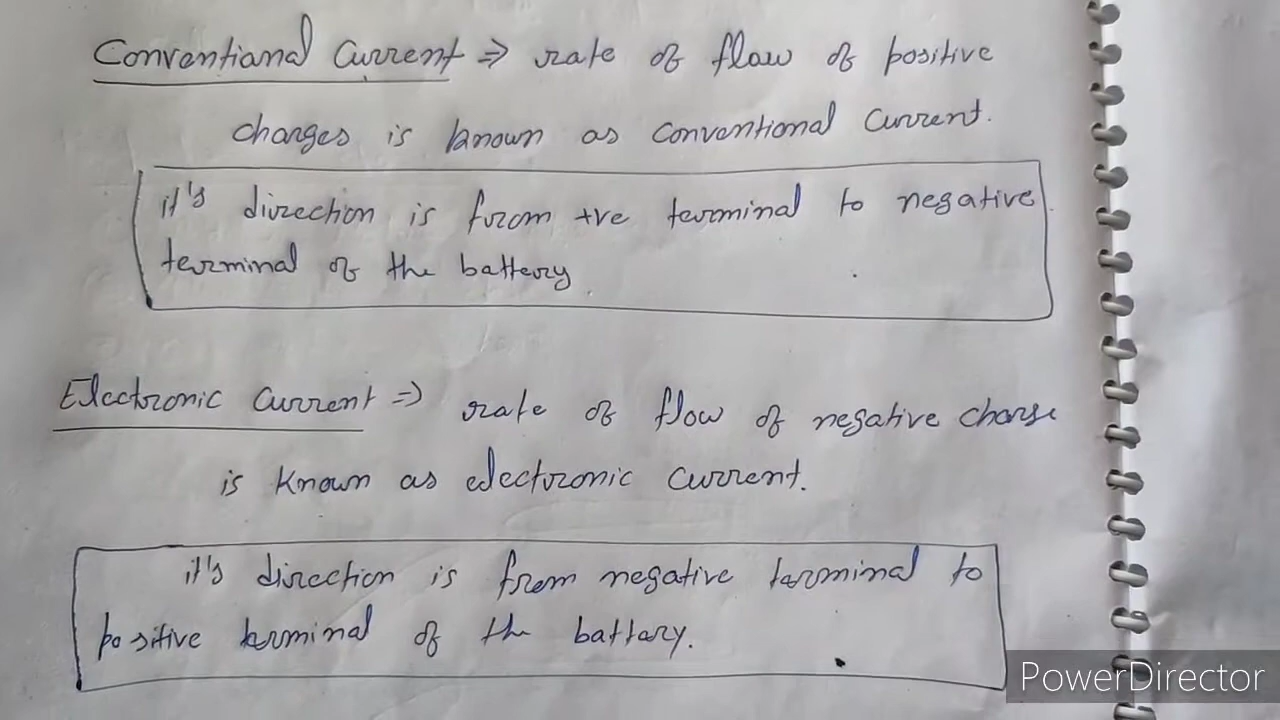 Conventional Current ⇒ rate of flow of positive
charges is known as conventional current.
it's direction is from +ve terminal to negative
terminal of the battery
Electronic Current ⇒ rate of flow of negative charge
is known as electronic current.
it's direction is from negative terminal to
positive terminal of the battery.
PowerDirector